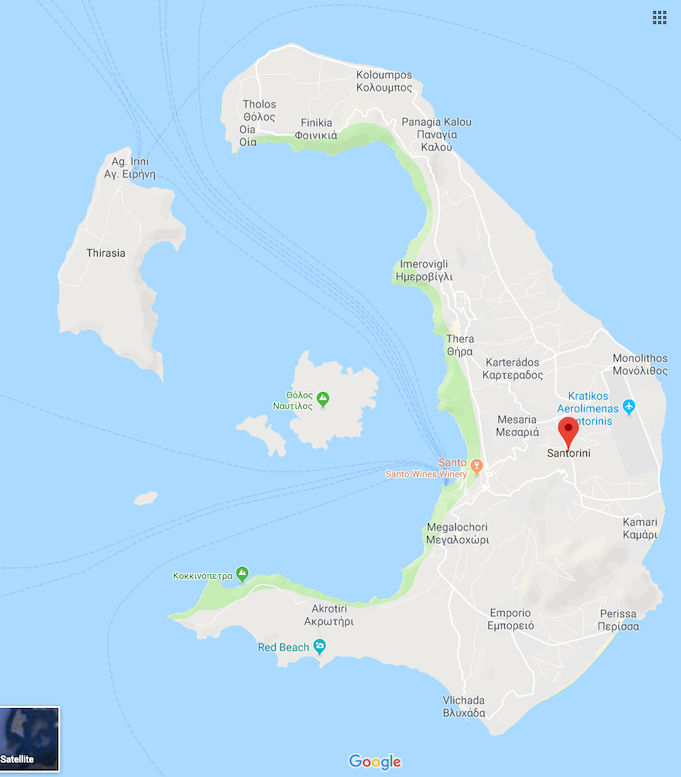 Koloumpos
Κολουμπος
Tholos
Θόλος
Oia
Οία
Finikia
Φοινικιά
Panagia Kalou
Παναγία
Καλού
Ag. Irini
Αγ. Ειρήνη
Thirasia
Imerovigli
Ημεροβίγλι
Thera
Θήρα
Karterádos
Καρτεραδος
Monolithos
Μονόλιθος
Θόλος
Ναυτίλος
Kratikos
Aerolimenas
ntorinis
Mesaria
Μεσαριά
Santorini
Santo
Santo Wines Winery
Megalochori
Μεγαλοχώρι
Kamari
Καμάρι
Κοκκινόπετρα
Akrotiri
Ακρωτήρι
Emporio
Εμπορειό
Perissa
Περίσσα
Red Beach
Vlichada
Βλυχάδα
Satellite
Google